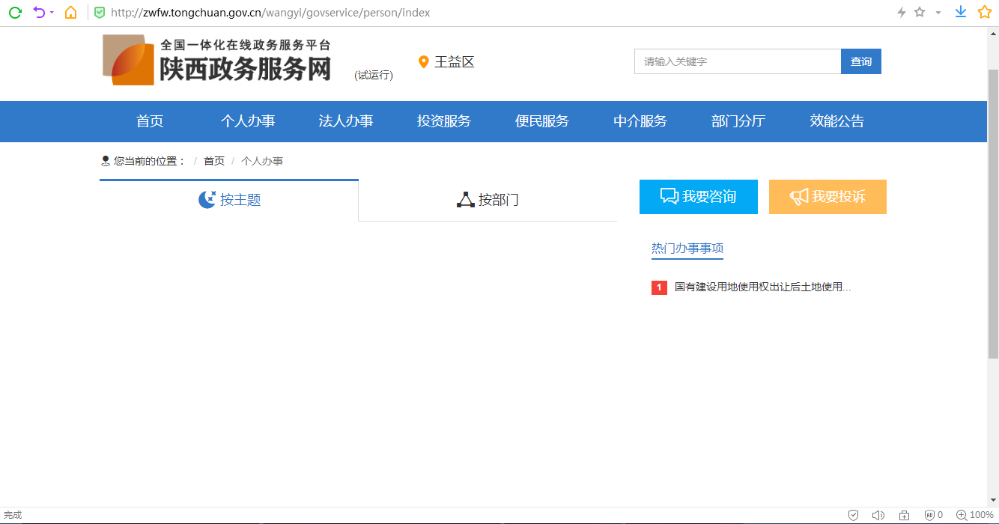 http://zwfw.tongchuan.gov.cn/wangyi/govservice/person/index
全国一体化在线政务服务平台
陕西政务服务网
(试运行)
王益区
请输入关键字
查询
首页 个人办事 法人办事 投资服务 便民服务 中介服务 部门分厅 效能公告
您当前的位置： / 首页 / 个人办事
按主题
按部门
我要咨询
我要投诉
热门办事事项
1 国有建设用地使用权出让后土地使用...
完成
0
100%